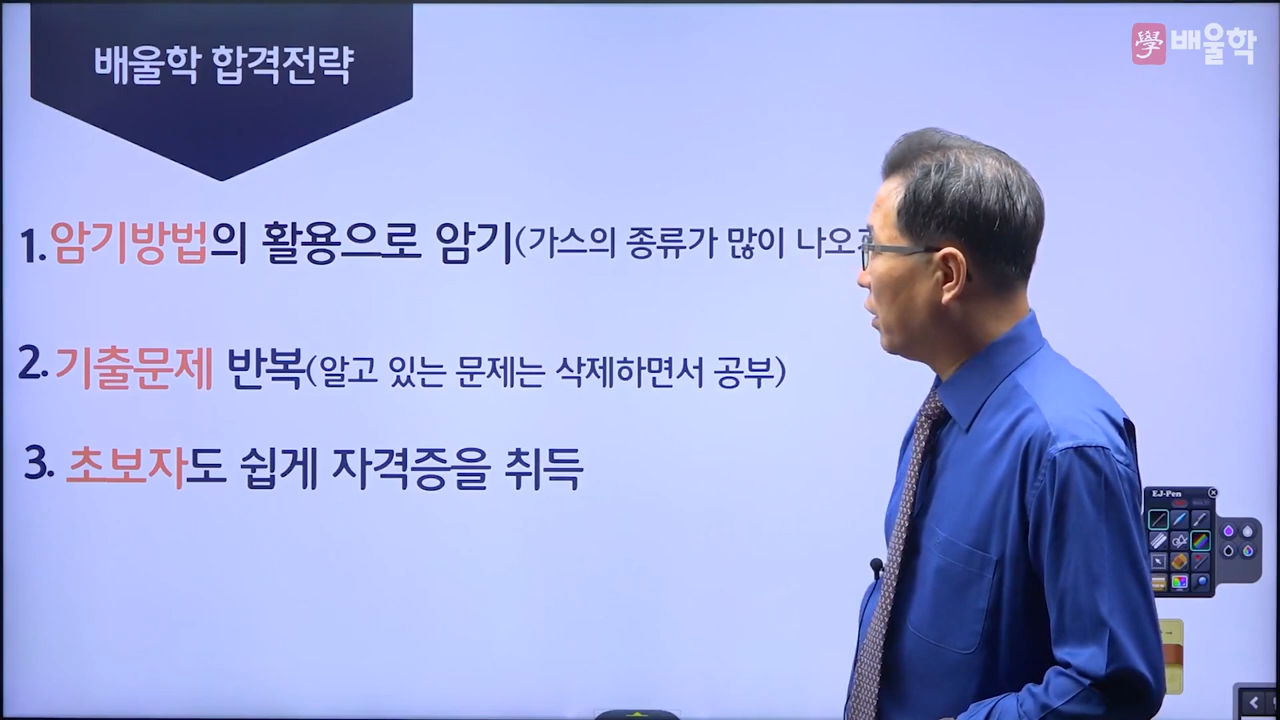 배울학 합격전략
學 배울학
1. 암기방법의 활용으로 암기(가스의 종류가 많이
2. 기출문제 반복(알고 있는 문제는 삭제하면서 공부)
3. 초보자도 쉽게 자격증을 취득
EJ-Pen